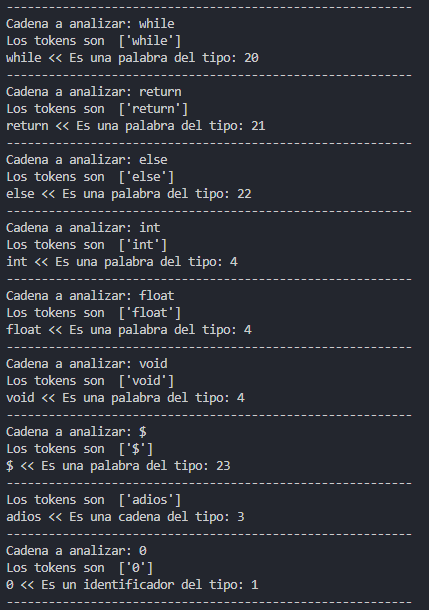 ----------------------------------------------------------
Cadena a analizar: while
Los tokens son  ['while']
while << Es una palabra del tipo: 20
----------------------------------------------------------
Cadena a analizar: return
Los tokens son  ['return']
return << Es una palabra del tipo: 21
----------------------------------------------------------
Cadena a analizar: else
Los tokens son  ['else']
else << Es una palabra del tipo: 22
----------------------------------------------------------
Cadena a analizar: int
Los tokens son  ['int']
int << Es una palabra del tipo: 4
----------------------------------------------------------
Cadena a analizar: float
Los tokens son  ['float']
float << Es una palabra del tipo: 4
----------------------------------------------------------
Cadena a analizar: void
Los tokens son  ['void']
void << Es una palabra del tipo: 4
----------------------------------------------------------
Cadena a analizar: $
Los tokens son  ['$']
$ << Es una palabra del tipo: 23
----------------------------------------------------------
Los tokens son  ['adios']
adios << Es una cadena del tipo: 3
----------------------------------------------------------
Cadena a analizar: 0
Los tokens son  ['0']
0 << Es un identificador del tipo: 1
----------------------------------------------------------